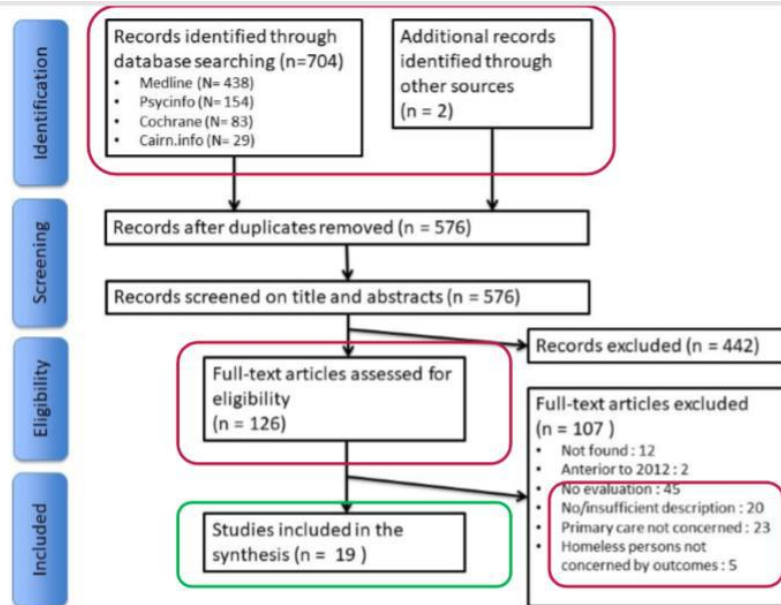 Identification
Records identified through
database searching (n=704)
• Medline (N= 438)
• Psycinfo (N= 154)
• Cochrane (N= 83)
• Cairn.info (N= 29)
Additional records
identified through
other sources
(n = 2)
Screening
Records after duplicates removed (n = 576)
Records screened on title and abstracts (n = 576)
Records excluded (n = 442)
Eligibility
Full-text articles assessed for
eligibility
(n = 126)
Full-text articles excluded
(n = 107 )
• Not found : 12
• Anterior to 2012 : 2
• No evaluation : 45
• No/insufficient description : 20
• Primary care not concerned : 23
• Homeless persons not
concerned by outcomes : 5
Included
Studies included in the
synthesis (n = 19 )